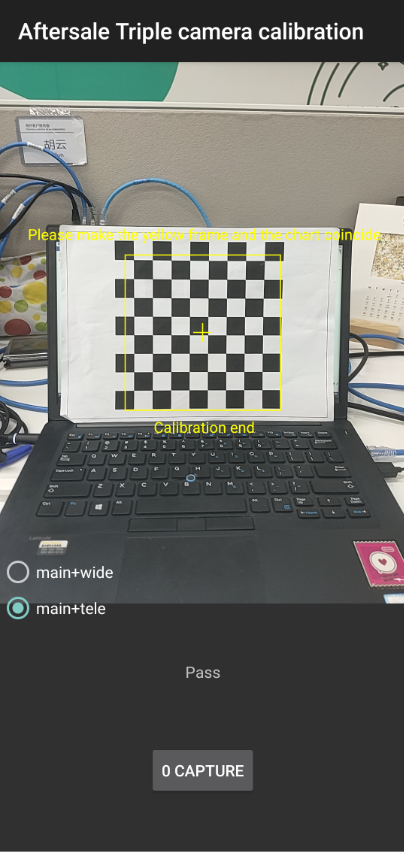 Aftersale Triple camera calibration
胡云
Please make the yellow frame and the chart coincide
Calibration end
main+wide
main+tele
Pass
0 CAPTURE